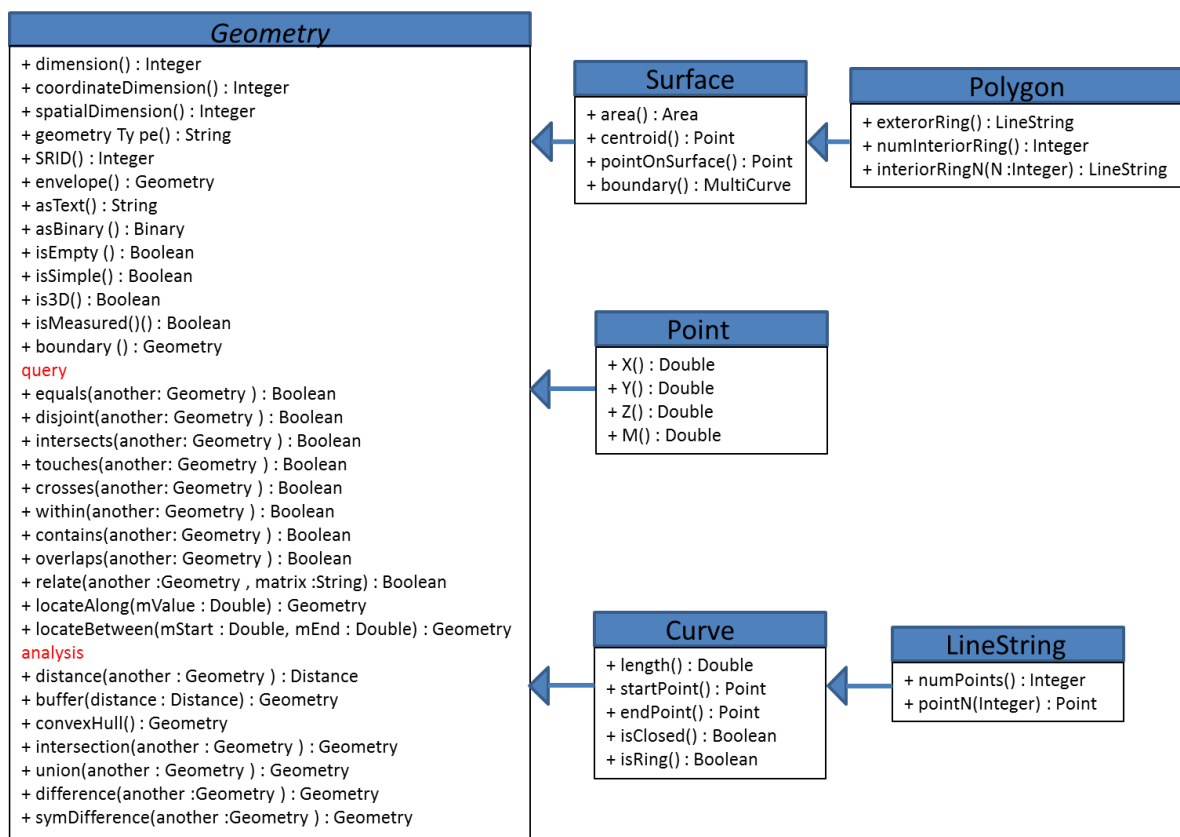 Geometry
+ dimension() : Integer
+ coordinateDimension() : Integer
+ spatialDimension() : Integer
+ geometry Ty pe() : String
+ SRID() : Integer
+ envelope() : Geometry
+ asText() : String
+ asBinary () : Binary
+ isEmpty () : Boolean
+ isSimple() : Boolean
+ is3D() : Boolean
+ isMeasured()() : Boolean
+ boundary () : Geometry
query
+ equals(another: Geometry ) : Boolean
+ disjoint(another: Geometry ) : Boolean
+ intersects(another: Geometry ) : Boolean
+ touches(another: Geometry ) : Boolean
+ crosses(another: Geometry ) : Boolean
+ within(another: Geometry ) : Boolean
+ contains(another: Geometry ) : Boolean
+ overlaps(another: Geometry ) : Boolean
+ relate(another :Geometry , matrix :String) : Boolean
+ locateAlong(mValue : Double) : Geometry
+ locateBetween(mStart : Double, mEnd : Double) : Geometry
analysis
+ distance(another : Geometry ) : Distance
+ buffer(distance : Distance) : Geometry
+ convexHull() : Geometry
+ intersection(another : Geometry ) : Geometry
+ union(another : Geometry ) : Geometry
+ difference(another :Geometry ) : Geometry
+ symDifference(another :Geometry ) : Geometry
Surface
+ area() : Area
+ centroid() : Point
+ pointOnSurface() : Point
+ boundary() : MultiCurve
Polygon
+ exterorRing() : LineString
+ numInteriorRing() : Integer
+ interiorRingN(N :Integer) : LineString
Point
+ X() : Double
+ Y() : Double
+ Z() : Double
+ M() : Double
Curve
+ length() : Double
+ startPoint() : Point
+ endPoint() : Point
+ isClosed() : Boolean
+ isRing() : Boolean
LineString
+ numPoints() : Integer
+ pointN(Integer) : Point